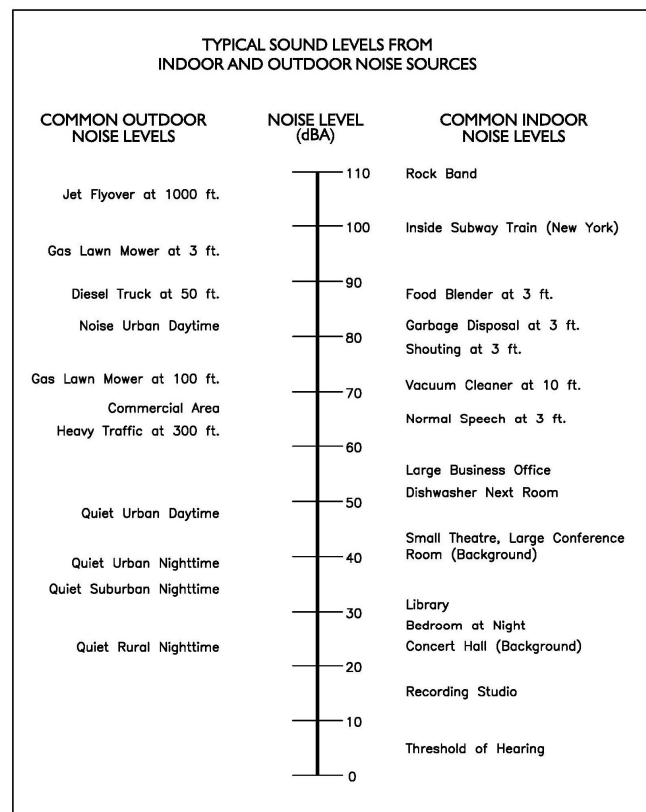 TYPICAL SOUND LEVELS FROM
INDOOR AND OUTDOOR NOISE SOURCES
COMMON OUTDOOR
NOISE LEVELS
NOISE LEVEL
(dBA)
COMMON INDOOR
NOISE LEVELS
110
Rock Band
Jet Flyover at 1000 ft.
100
Inside Subway Train (New York)
Gas Lawn Mower at 3 ft.
90
Diesel Truck at 50 ft.
Food Blender at 3 ft.
Noise Urban Daytime
Garbage Disposal at 3 ft.
80
Shouting at 3 ft.
Gas Lawn Mower at 100 ft.
Vacuum Cleaner at 10 ft.
70
Commercial Area
Normal Speech at 3 ft.
Heavy Traffic at 300 ft.
60
Large Business Office
Dishwasher Next Room
50
Quiet Urban Daytime
Small Theatre, Large Conference
Room (Background)
40
Quiet Urban Nighttime
Quiet Suburban Nighttime
Library
30
Bedroom at Night
Quiet Rural Nighttime
Concert Hall (Background)
20
Recording Studio
10
Threshold of Hearing
0